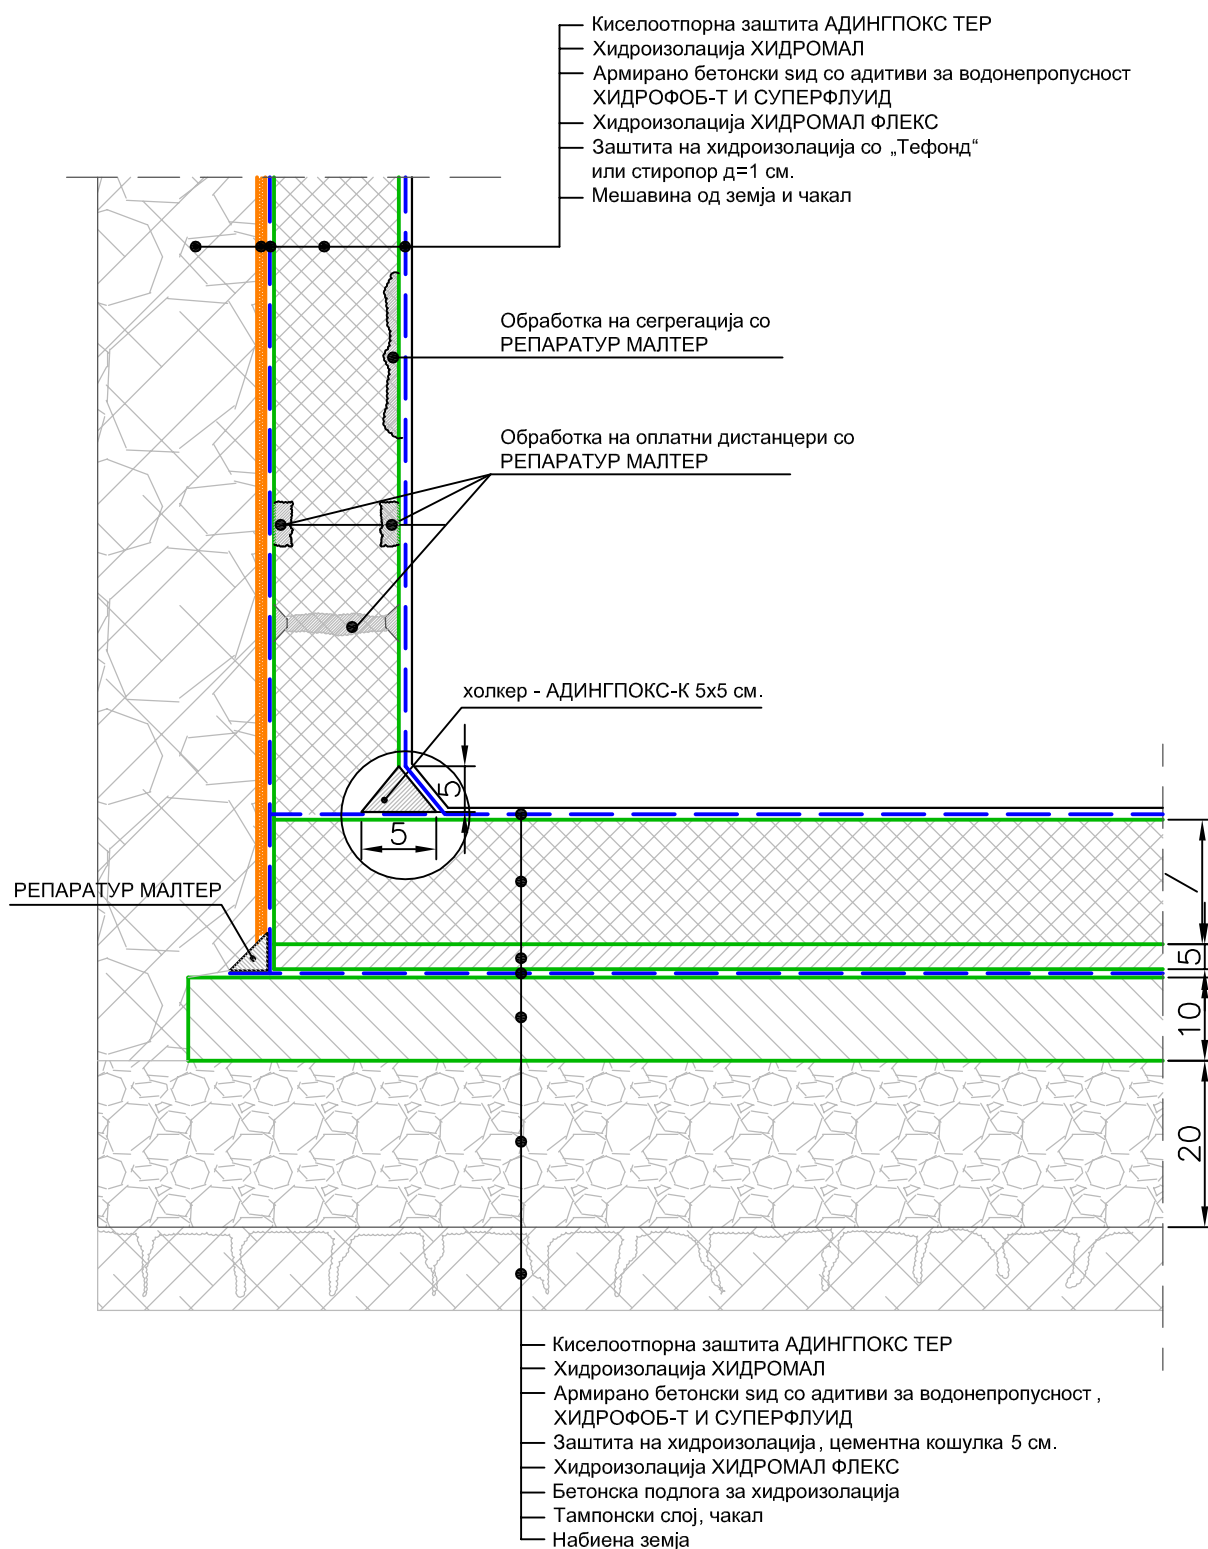 Киселоотпорна заштита АДИНГПОКС ТЕР
Хидроизолација ХИДРОМАЛ
Армирано бетонски ѕид со адитиви за водонепропусност
ХИДРОФОБ-Т И СУПЕРФЛУИД
Хидроизолација ХИДРОМАЛ ФЛЕКС
Заштита на хидроизолација со „Тефонд“
или стиропор д=1 см.
Мешавина од земја и чакал
Обработка на сегрегација со
РЕПАРАТУР МАЛТЕР
Обработка на оплатни дистанцери со
РЕПАРАТУР МАЛТЕР
холкер - АДИНГПОКС-К 5x5 см.
5
5
РЕПАРАТУР МАЛТЕР
/
5
10
20
Киселоотпорна заштита АДИНГПОКС ТЕР
Хидроизолација ХИДРОМАЛ
Армирано бетонски ѕид со адитиви за водонепропусност ,
ХИДРОФОБ-Т И СУПЕРФЛУИД
Заштита на хидроизолација, цементна кошулка 5 см.
Хидроизолација ХИДРОМАЛ ФЛЕКС
Бетонска подлога за хидроизолација
Тампонски слој, чакал
Набиена земја